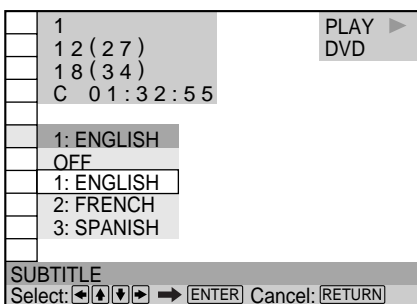 1
12(27)
18(34)
C 01:32:55
PLAY ▶
DVD
1: ENGLISH
OFF
1: ENGLISH
2: FRENCH
3: SPANISH
SUBTITLE
Select: ← ↑ ↓ → ➡ ENTER Cancel: RETURN